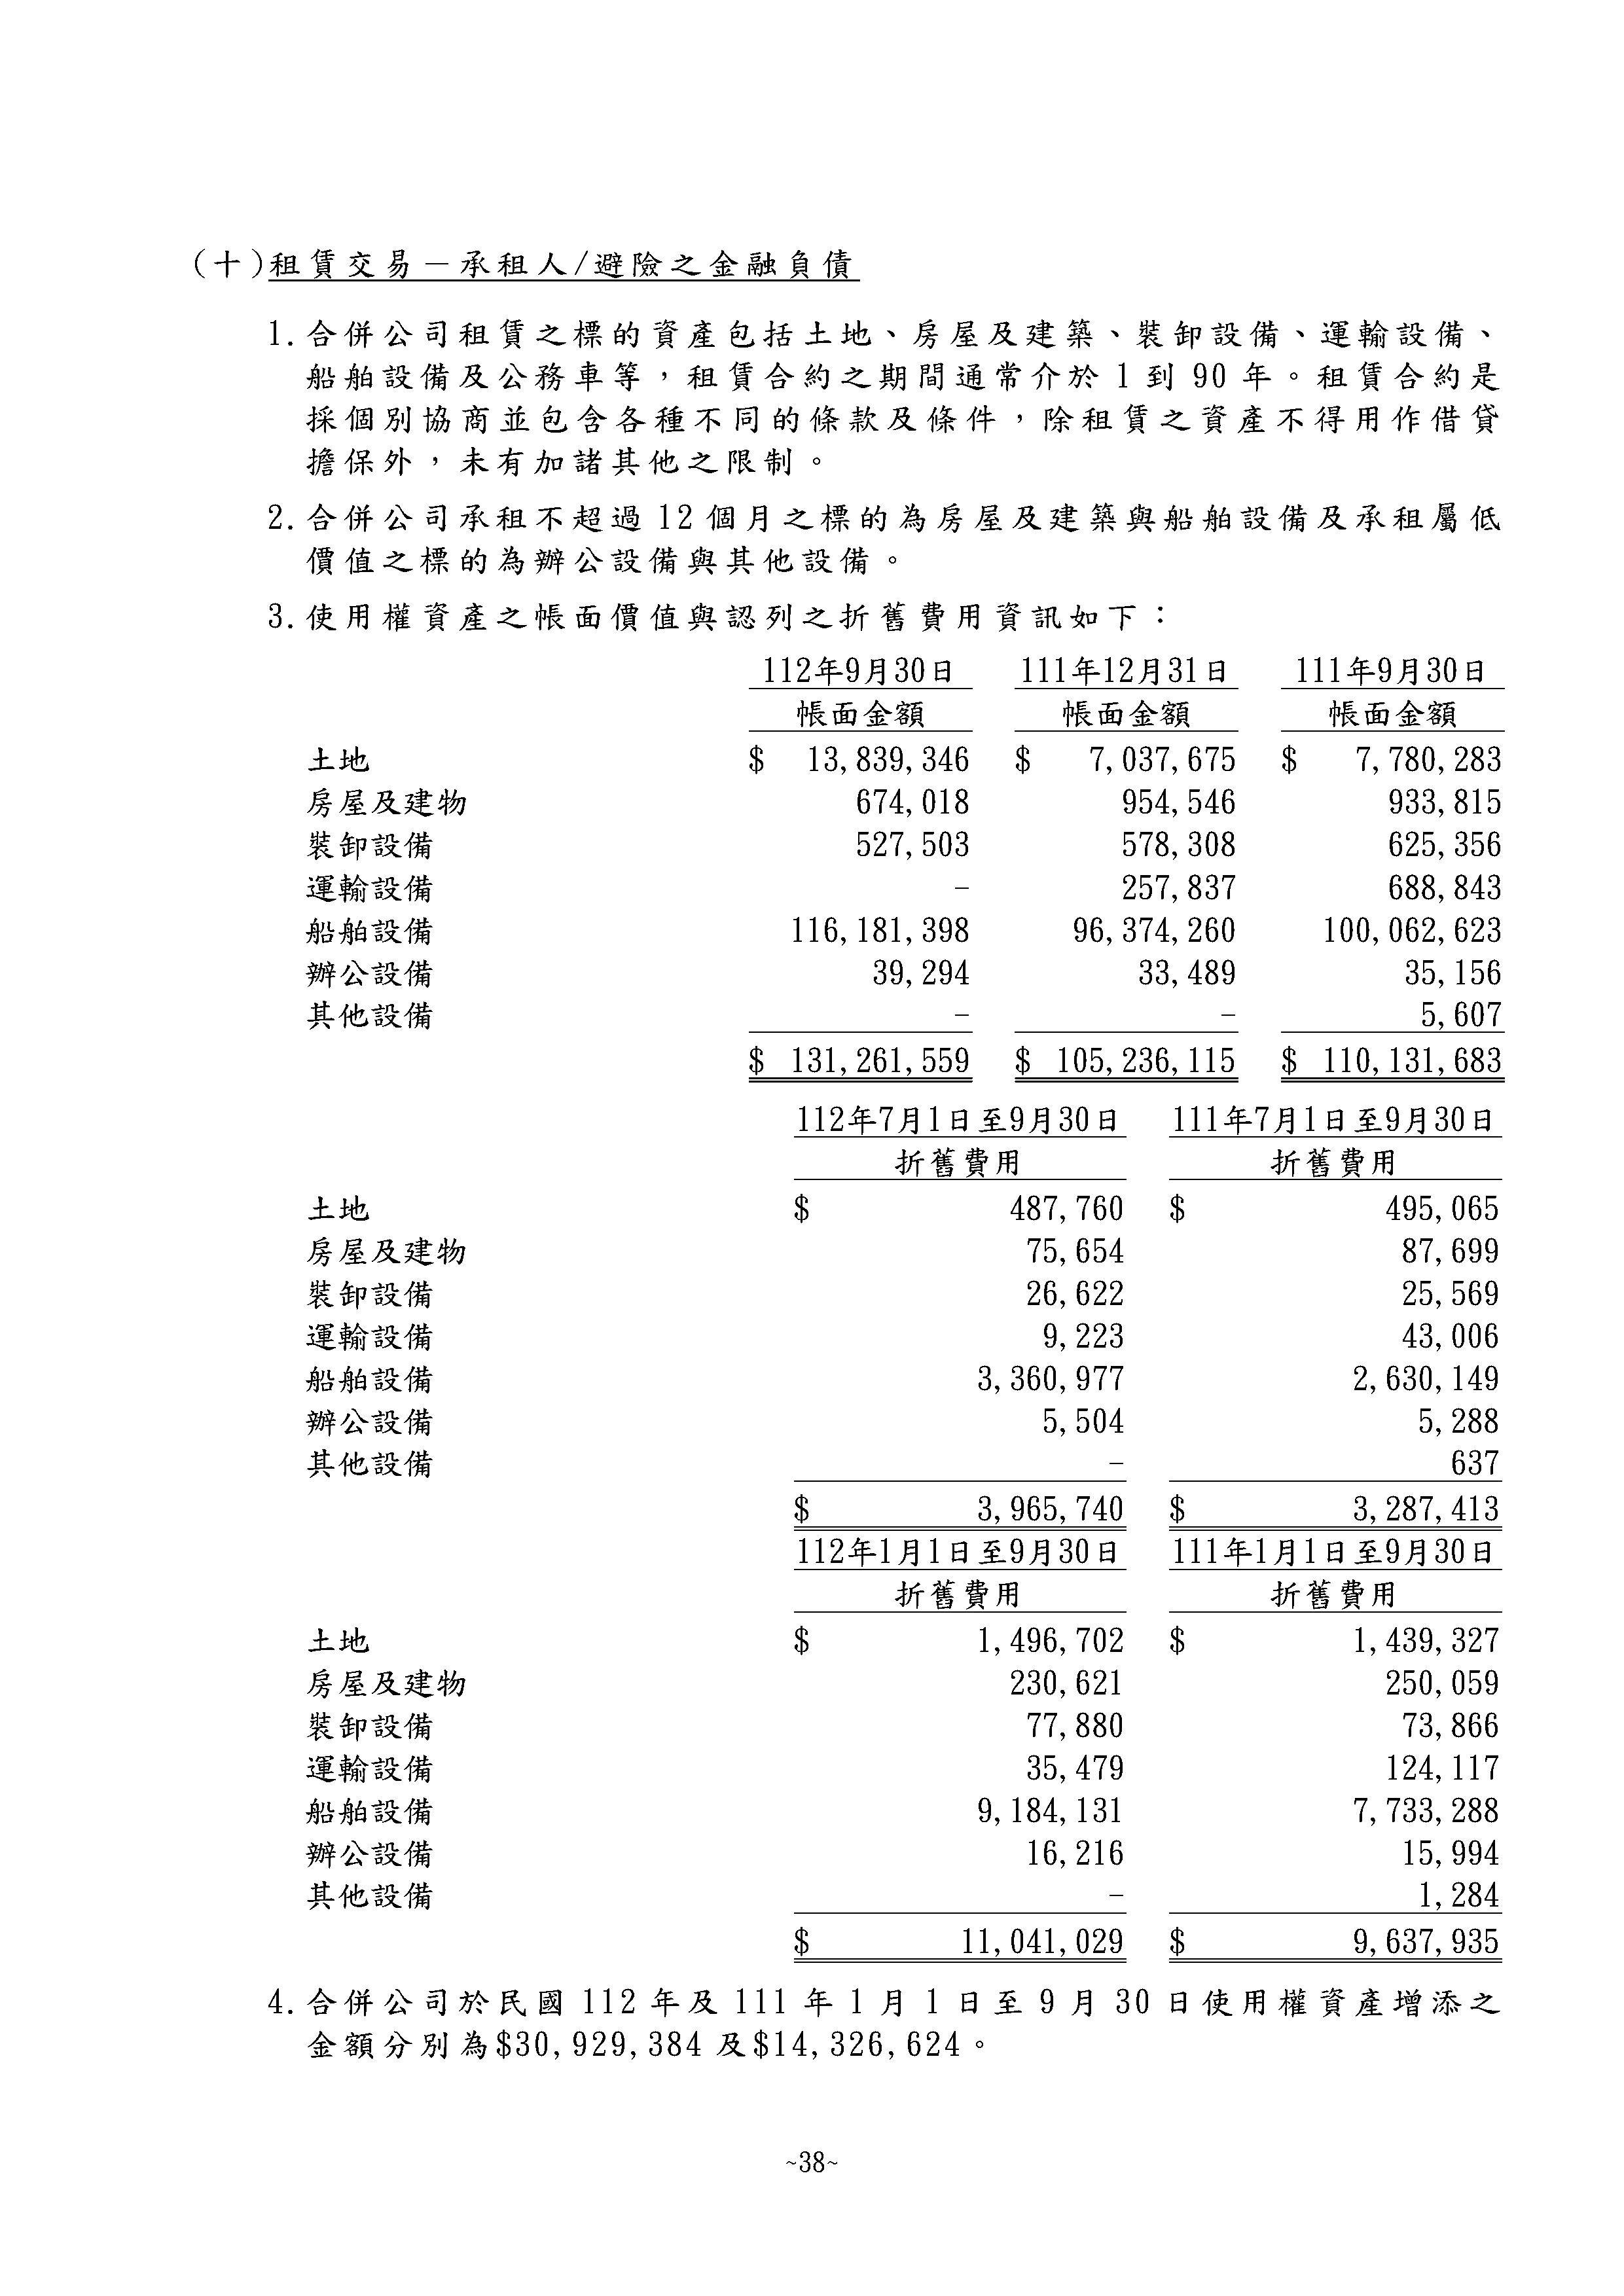 (十)租賃交易－承租人/避險之金融負債
1.合併公司租賃之標的資產包括土地、房屋及建築、裝卸設備、運輸設備、
船舶設備及公務車等，租賃合約之期間通常介於 1 到 90 年。租賃合約是
採個別協商並包含各種不同的條款及條件，除租賃之資產不得用作借貸
擔保外，未有加諸其他之限制。
2.合併公司承租不超過 12 個月之標的為房屋及建築與船舶設備及承租屬低
價值之標的為辦公設備與其他設備。
3.使用權資產之帳面價值與認列之折舊費用資訊如下：
112年9月30日 111年12月31日 111年9月30日
帳面金額 帳面金額 帳面金額
土地 $ 13,839,346 $ 7,037,675 $ 7,780,283
房屋及建物 674,018 954,546 933,815
裝卸設備 527,503 578,308 625,356
運輸設備 － 257,837 688,843
船舶設備 116,181,398 96,374,260 100,062,623
辦公設備 39,294 33,489 35,156
其他設備 － － 5,607
$ 131,261,559 $ 105,236,115 $ 110,131,683
112年7月1日至9月30日 111年7月1日至9月30日
折舊費用 折舊費用
土地 $ 487,760 $ 495,065
房屋及建物 75,654 87,699
裝卸設備 26,622 25,569
運輸設備 9,223 43,006
船舶設備 3,360,977 2,630,149
辦公設備 5,504 5,288
其他設備 － 637
$ 3,965,740 $ 3,287,413
112年1月1日至9月30日 111年1月1日至9月30日
折舊費用 折舊費用
土地 $ 1,496,702 $ 1,439,327
房屋及建物 230,621 250,059
裝卸設備 77,880 73,866
運輸設備 35,479 124,117
船舶設備 9,184,131 7,733,288
辦公設備 16,216 15,994
其他設備 － 1,284
$ 11,041,029 $ 9,637,935
4.合併公司於民國 112 年及 111 年 1 月 1 日至 9 月 30 日使用權資產增添之
金額分別為$30,929,384 及$14,326,624。
~38~